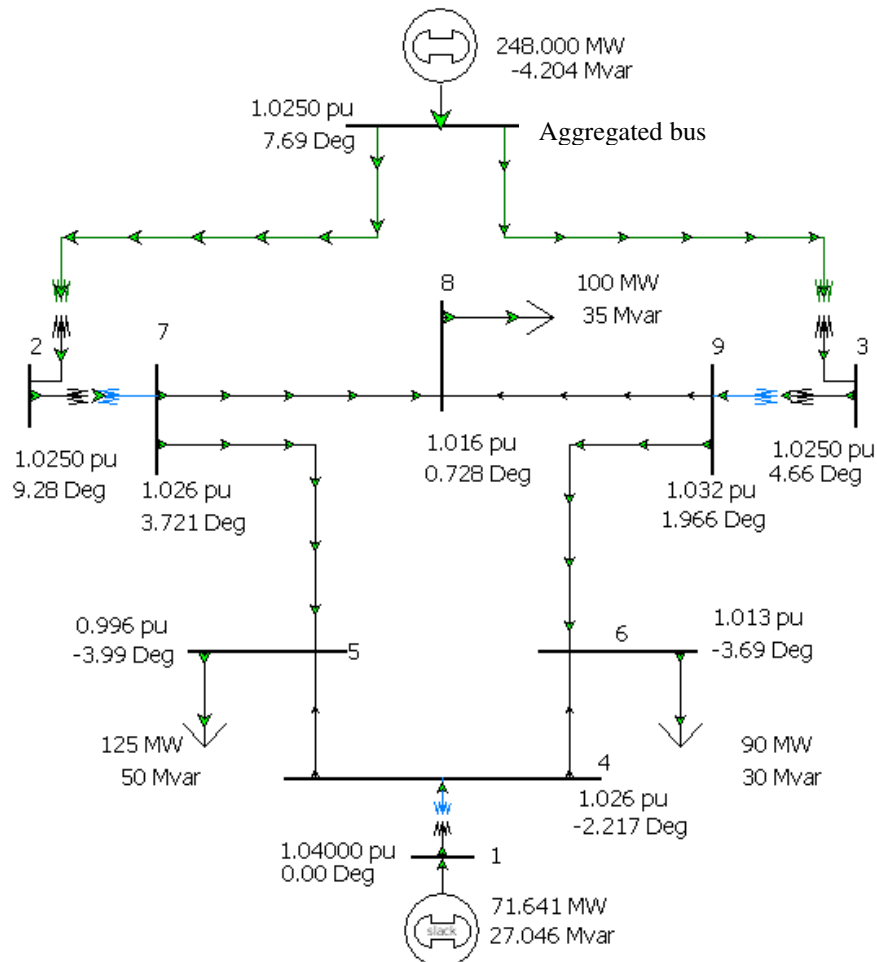 248.000 MW
-4.204 Mvar
1.0250 pu
7.69 Deg
Aggregated bus
8
100 MW
35 Mvar
2
7
9
3
1.0250 pu
9.28 Deg
1.026 pu
3.721 Deg
1.016 pu
0.728 Deg
1.032 pu
1.966 Deg
1.0250 pu
4.66 Deg
0.996 pu
-3.99 Deg
5
6
1.013 pu
-3.69 Deg
125 MW
50 Mvar
90 MW
30 Mvar
4
1.026 pu
-2.217 Deg
1.04000 pu
0.00 Deg
1
slack
71.641 MW
27.046 Mvar